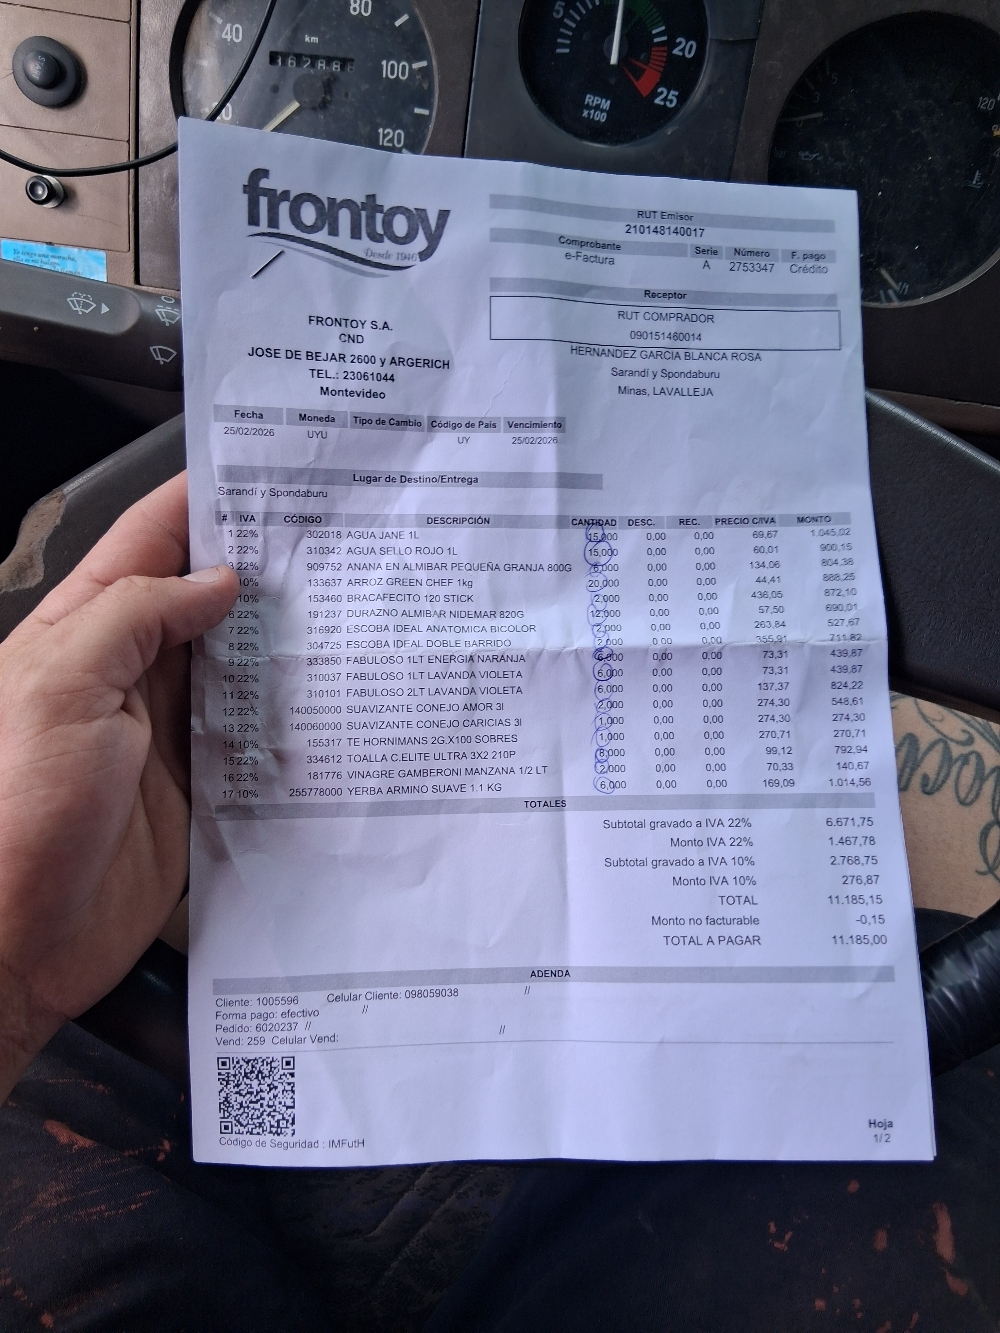 40
80
km
100
120
5
20
25
RPM
x100
120
frontoy
Desde 1946
RUT Emisor
210148140017
Comprobante Serie Número F. pago
e-Factura A 2753347 Crédito
Receptor
RUT COMPRADOR
090151460014
HERNANDEZ GARCIA BLANCA ROSA
Sarandí y Spondaburu
Minas, LAVALLEJA
FRONTOY S.A.
CND
JOSE DE BEJAR 2600 y ARGERICH
TEL.: 23061044
Montevideo
Fecha Moneda Tipo de Cambio Código de País Vencimiento
25/02/2026 UYU UY 25/02/2026
Lugar de Destino/Entrega
Sarandí y Spondaburu
# IVA CÓDIGO DESCRIPCIÓN CANTIDAD DESC. REC. PRECIO C/IVA MONTO
1 22% 302018 AGUA JANE 1L 15,000 0,00 0,00 69,67 1.045,02
2 22% 310342 AGUA SELLO ROJO 1L 15,000 0,00 0,00 60,01 900,15
3 22% 909752 ANANA EN ALMIBAR PEQUEÑA GRANJA 800G 6,000 0,00 0,00 134,06 804,38
10% 133637 ARROZ GREEN CHEF 1kg 20,000 0,00 0,00 44,41 888,25
10% 153460 BRACAFECITO 120 STICK 2,000 0,00 0,00 436,05 872,10
6 22% 191237 DURAZNO ALMIBAR NIDEMAR 820G 12,000 0,00 0,00 57,50 690,01
7 22% 316920 ESCOBA IDEAL ANATOMICA BICOLOR 2,000 0,00 0,00 263,84 527,67
8 22% 304725 ESCOBA IDEAL DOBLE BARRIDO 2,000 0,00 0,00 355,91 711,82
9 22% 333850 FABULOSO 1LT ENERGIA NARANJA 6,000 0,00 0,00 73,31 439,87
10 22% 310037 FABULOSO 1LT LAVANDA VIOLETA 6,000 0,00 0,00 73,31 439,87
11 22% 310101 FABULOSO 2LT LAVANDA VIOLETA 6,000 0,00 0,00 137,37 824,22
12 22% 140050000 SUAVIZANTE CONEJO AMOR 3l 2,000 0,00 0,00 274,30 548,61
13 22% 140060000 SUAVIZANTE CONEJO CARICIAS 3l 1,000 0,00 0,00 274,30 274,30
14 10% 155317 TE HORNIMANS 2G.X100 SOBRES 1,000 0,00 0,00 270,71 270,71
15 22% 334612 TOALLA C.ELITE ULTRA 3X2 210P 8,000 0,00 0,00 99,12 792,94
16 22% 181776 VINAGRE GAMBERONI MANZANA 1/2 LT 2,000 0,00 0,00 70,33 140,67
17 10% 255778000 YERBA ARMINO SUAVE 1.1 KG 6,000 0,00 0,00 169,09 1.014,56
TOTALES
Subtotal gravado a IVA 22% 6.671,75
Monto IVA 22% 1.467,78
Subtotal gravado a IVA 10% 2.768,75
Monto IVA 10% 276,87
TOTAL 11.185,15
Monto no facturable -0,15
TOTAL A PAGAR 11.185,00
ADENDA
Cliente: 1005596 Celular Cliente: 098059038 //
Forma pago: efectivo //
Pedido: 6020237 //
Vend: 259 Celular Vend: //
Código de Seguridad : IMFutH
Hoja
1/2